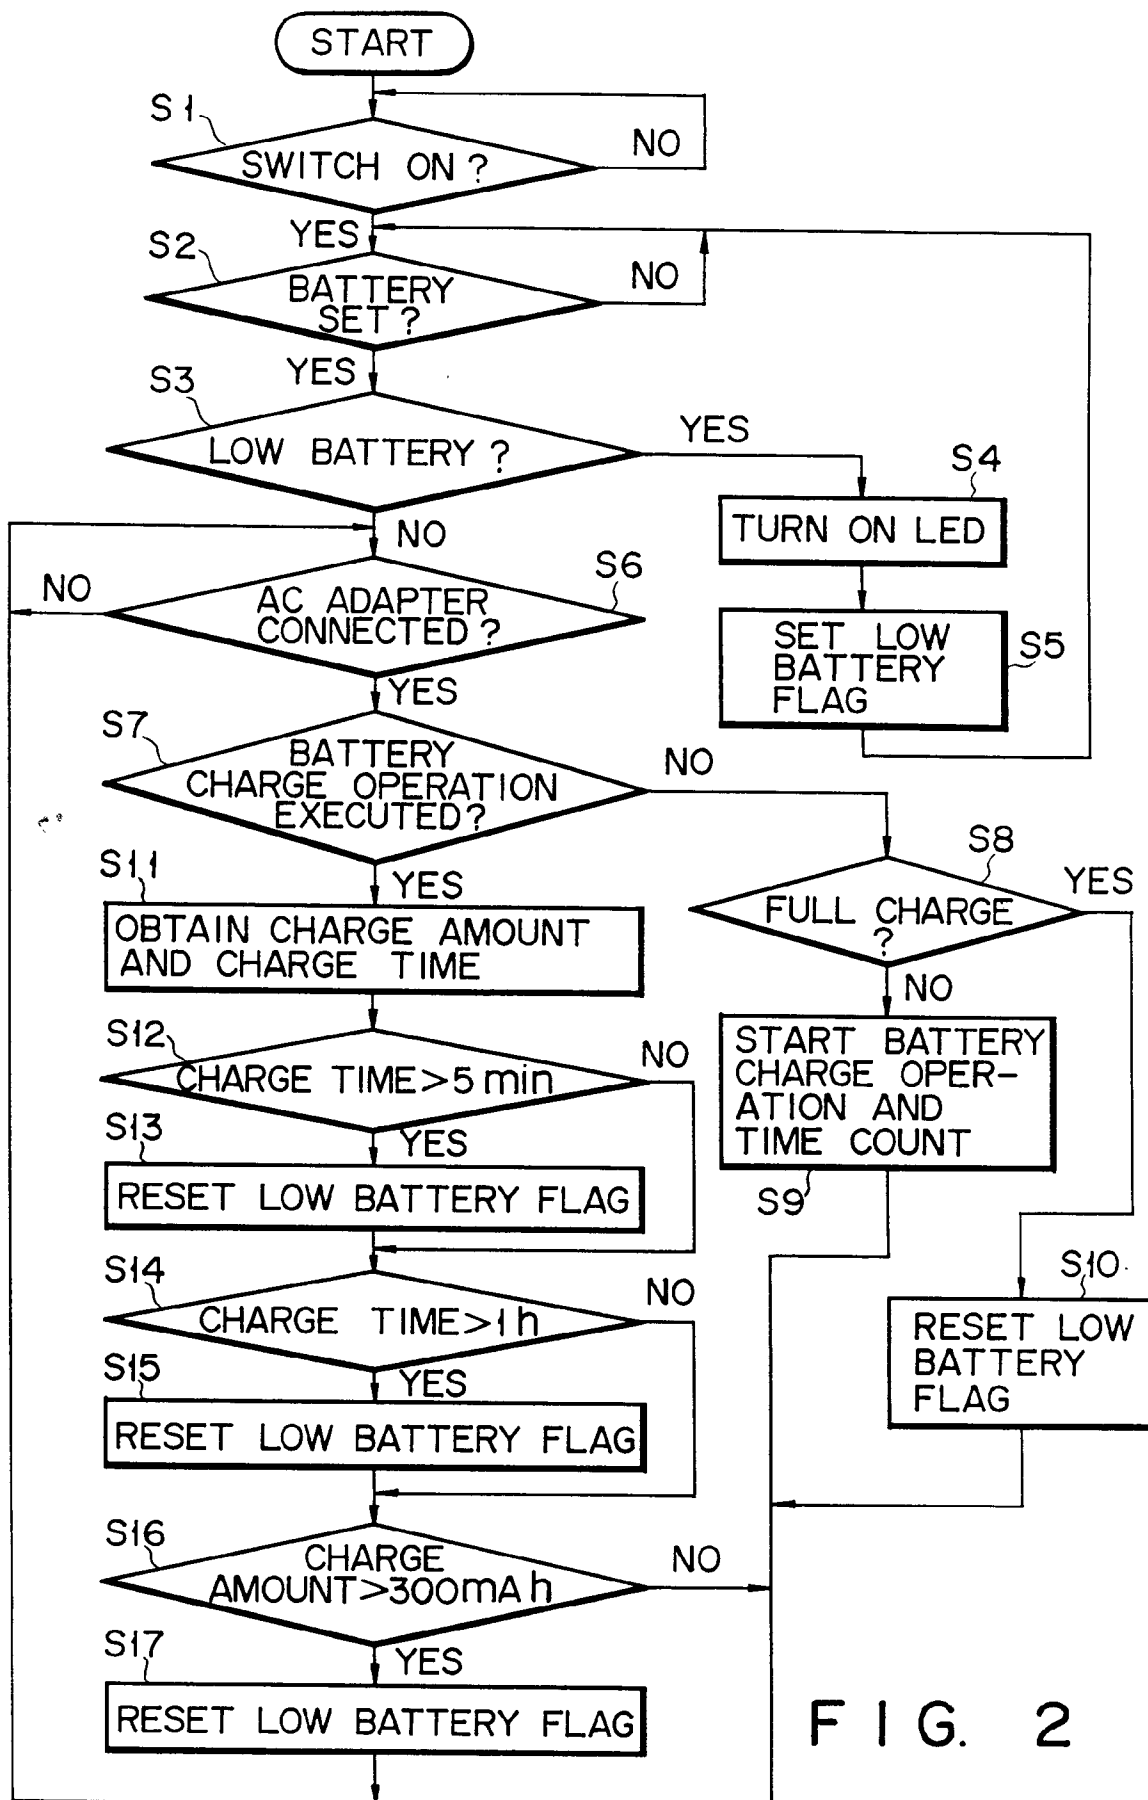 START
S1
SWITCH ON ?
NO
YES
S2
BATTERY
SET ?
NO
YES
S3
LOW BATTERY ?
YES
S4
TURN ON LED
NO
S6
AC ADAPTER
CONNECTED ?
NO
SET LOW
BATTERY
FLAG
S5
YES
S7
BATTERY
CHARGE OPERATION
EXECUTED ?
NO
S8
FULL CHARGE
?
YES
S11
YES
OBTAIN CHARGE AMOUNT
AND CHARGE TIME
NO
START BATTERY
CHARGE OPER-
ATION AND
TIME COUNT
S9
S12
CHARGE TIME > 5 min
NO
S13
YES
RESET LOW BATTERY FLAG
S14
CHARGE TIME > 1 h
NO
S10
RESET LOW
BATTERY
FLAG
S15
YES
RESET LOW BATTERY FLAG
S16
CHARGE
AMOUNT > 300 mAh
NO
S17
YES
RESET LOW BATTERY FLAG
FIG. 2